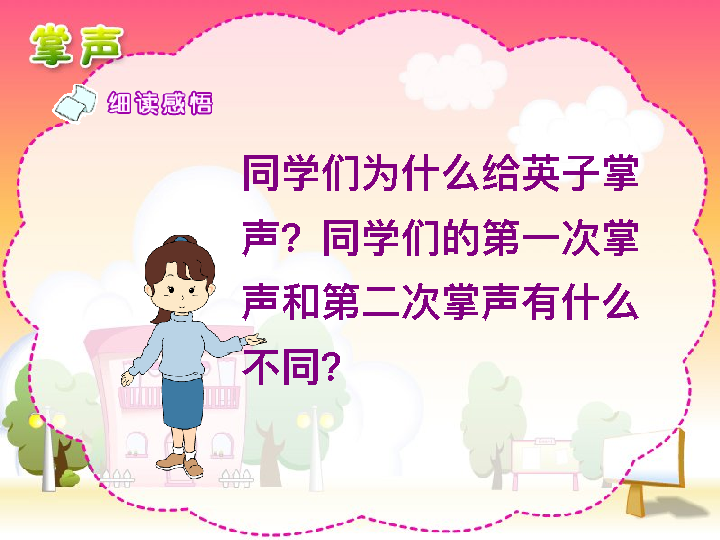 掌声
细读感悟
同学们为什么给英子掌
声？同学们的第一次掌
声和第二次掌声有什么
不同？